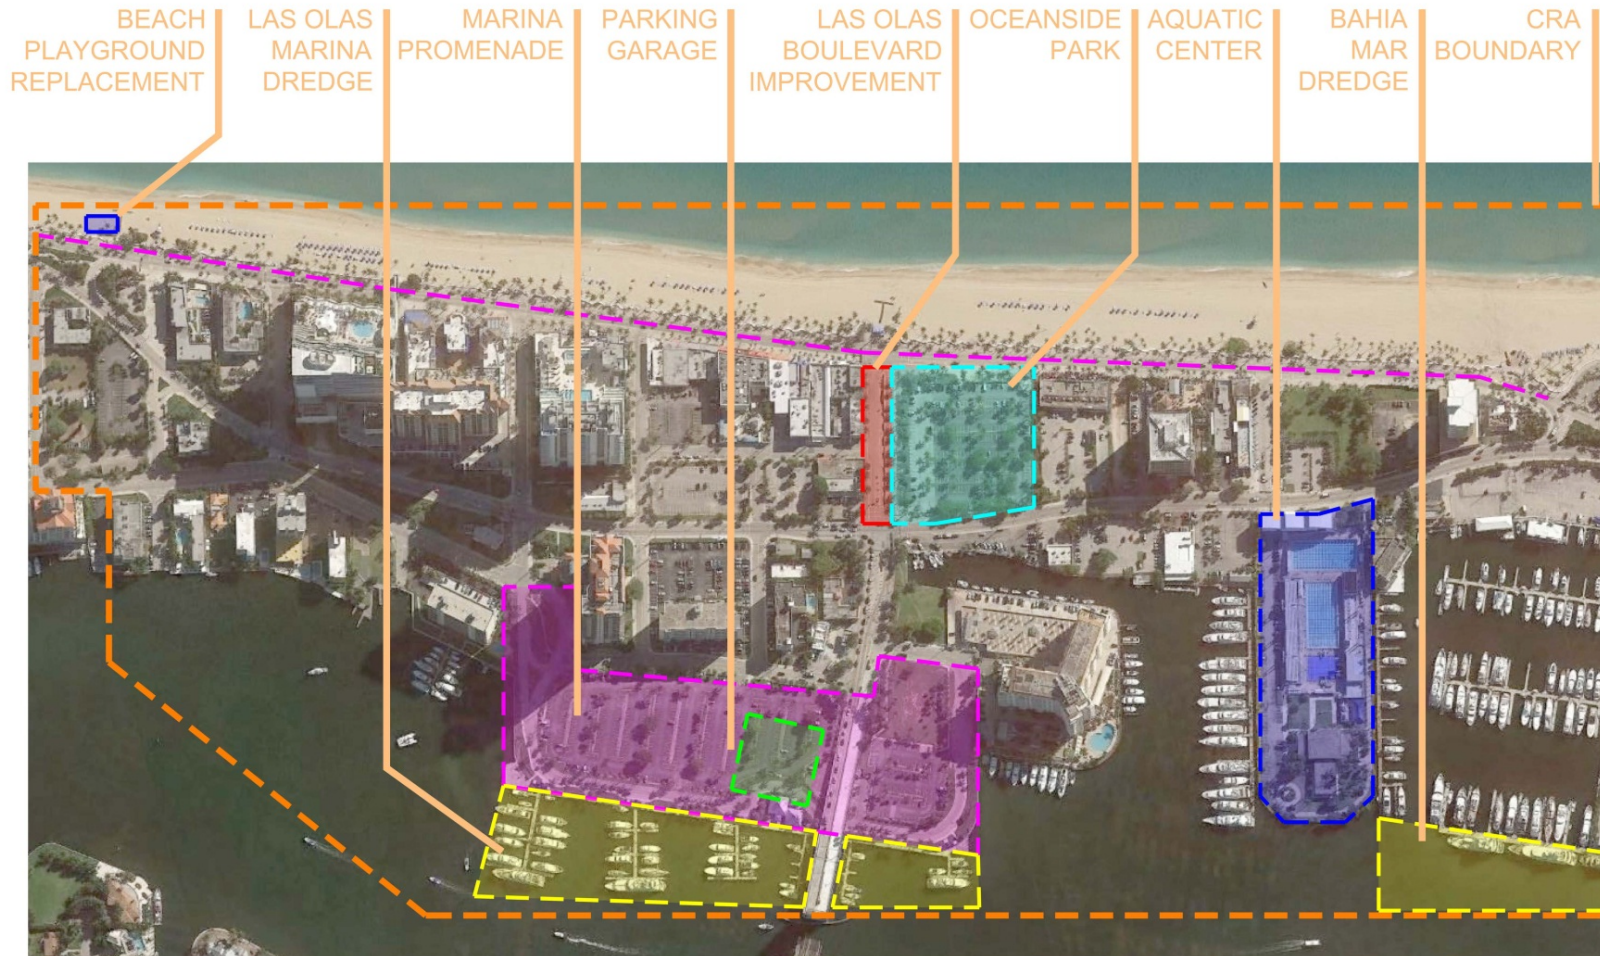 BEACH
PLAYGROUND
REPLACEMENT
LAS OLAS
MARINA
DREDGE
MARINA
PROMENADE
PARKING
GARAGE
LAS OLAS
BOULEVARD
IMPROVEMENT
OCEANSIDE
PARK
AQUATIC
CENTER
BAHIA
MAR
DREDGE
CRA
BOUNDARY